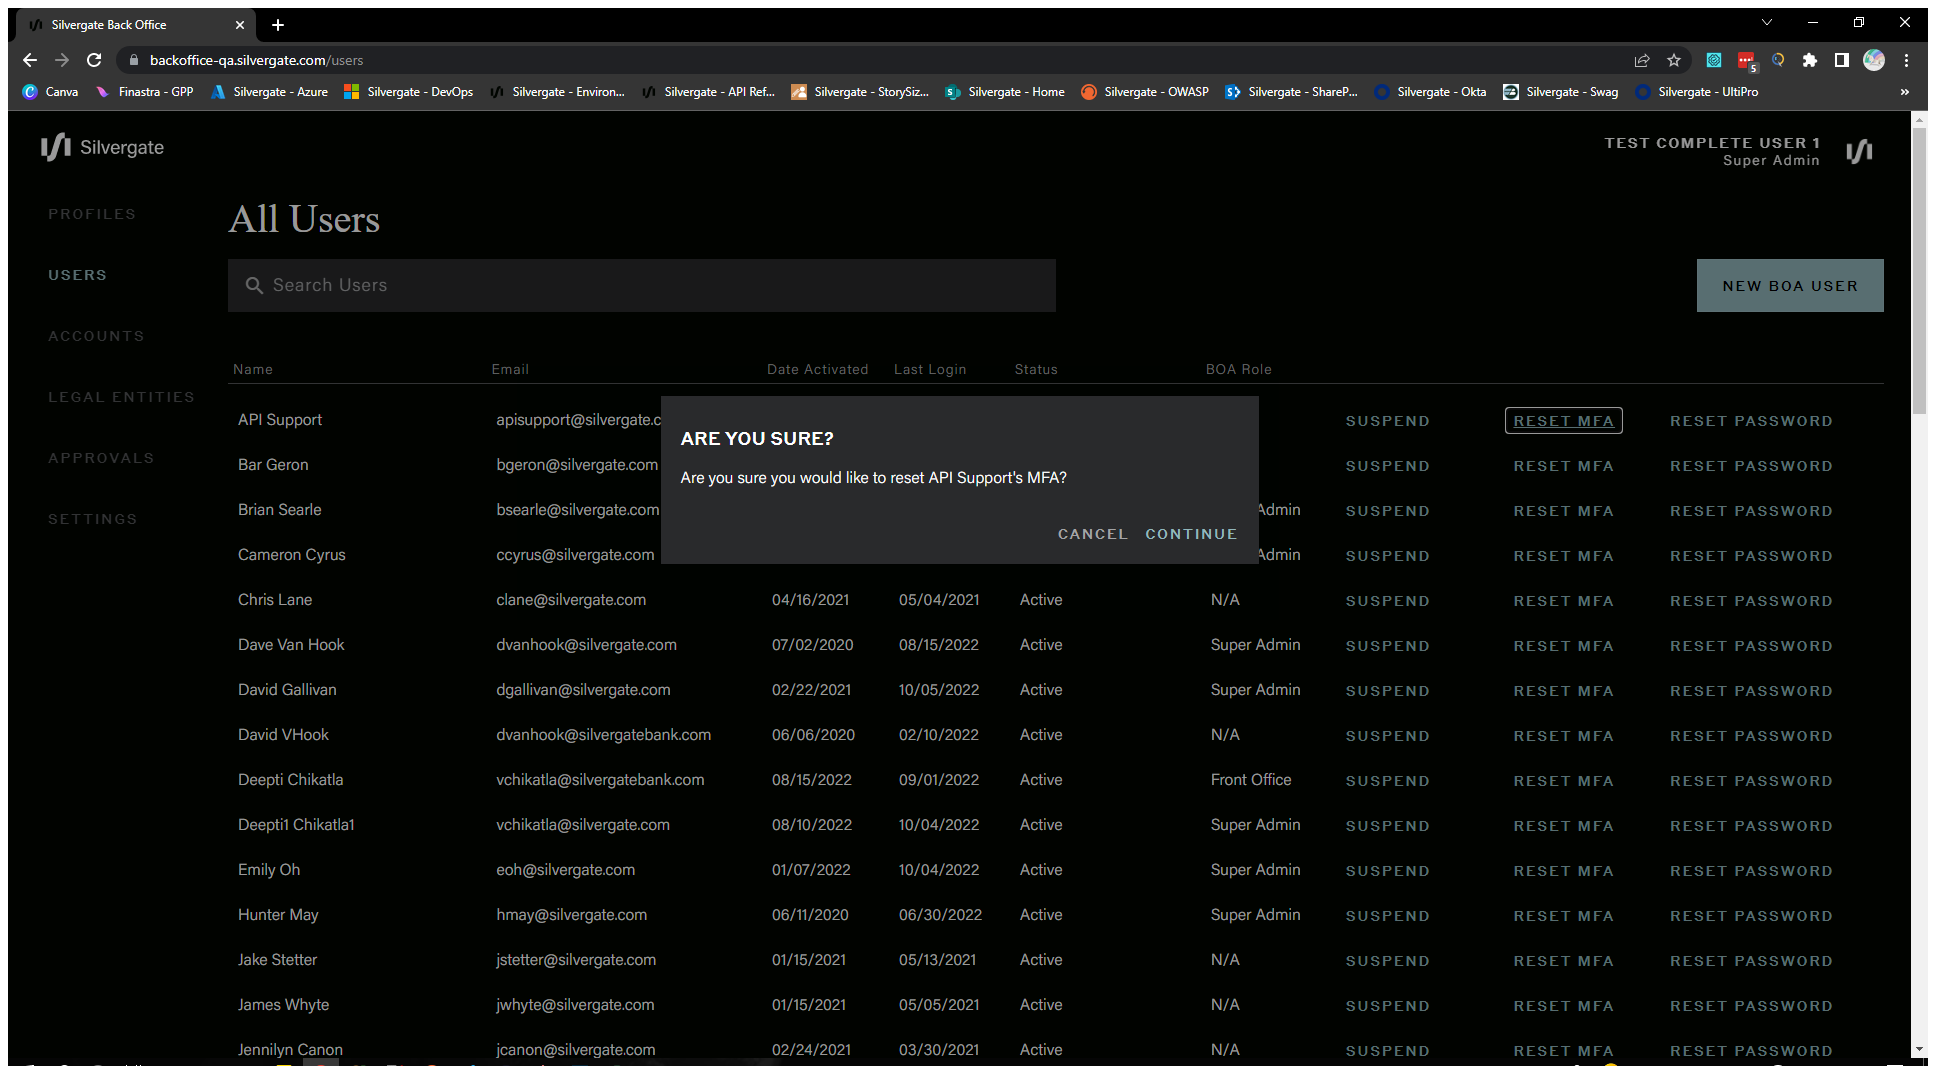 Silvergate Back Office
backoffice-qa.silvergate.com/users
5
Canva Finastra - GPP Silvergate - Azure Silvergate - DevOps Silvergate - Environ... Silvergate - API Ref... Silvergate - StorySiz... Silvergate - Home Silvergate - OWASP Silvergate - ShareP... Silvergate - Okta Silvergate - Swag Silvergate - UltiPro »
Silvergate
TEST COMPLETE USER 1
Super Admin
PROFILES
USERS
ACCOUNTS
LEGAL ENTITIES
APPROVALS
SETTINGS
All Users
Search Users
NEW BOA USER
Name Email Date Activated Last Login Status BOA Role
API Support apisupport@silvergate.c SUSPEND RESET MFA RESET PASSWORD
Bar Geron bgeron@silvergate.com SUSPEND RESET MFA RESET PASSWORD
Brian Searle bsearle@silvergate.com Admin SUSPEND RESET MFA RESET PASSWORD
Cameron Cyrus ccyrus@silvergate.com Admin SUSPEND RESET MFA RESET PASSWORD
ARE YOU SURE?
Are you sure you would like to reset API Support's MFA?
CANCEL CONTINUE
Chris Lane clane@silvergate.com 04/16/2021 05/04/2021 Active N/A SUSPEND RESET MFA RESET PASSWORD
Dave Van Hook dvanhook@silvergate.com 07/02/2020 08/15/2022 Active Super Admin SUSPEND RESET MFA RESET PASSWORD
David Gallivan dgallivan@silvergate.com 02/22/2021 10/05/2022 Active Super Admin SUSPEND RESET MFA RESET PASSWORD
David VHook dvanhook@silvergatebank.com 06/06/2020 02/10/2022 Active N/A SUSPEND RESET MFA RESET PASSWORD
Deepti Chikatla vchikatla@silvergatebank.com 08/15/2022 09/01/2022 Active Front Office SUSPEND RESET MFA RESET PASSWORD
Deepti1 Chikatla1 vchikatla@silvergate.com 08/10/2022 10/04/2022 Active Super Admin SUSPEND RESET MFA RESET PASSWORD
Emily Oh eoh@silvergate.com 01/07/2022 10/04/2022 Active Super Admin SUSPEND RESET MFA RESET PASSWORD
Hunter May hmay@silvergate.com 06/11/2020 06/30/2022 Active Super Admin SUSPEND RESET MFA RESET PASSWORD
Jake Stetter jstetter@silvergate.com 01/15/2021 05/13/2021 Active N/A SUSPEND RESET MFA RESET PASSWORD
James Whyte jwhyte@silvergate.com 01/15/2021 05/05/2021 Active N/A SUSPEND RESET MFA RESET PASSWORD
Jennilyn Canon jcanon@silvergate.com 02/24/2021 03/30/2021 Active N/A SUSPEND RESET MFA RESET PASSWORD